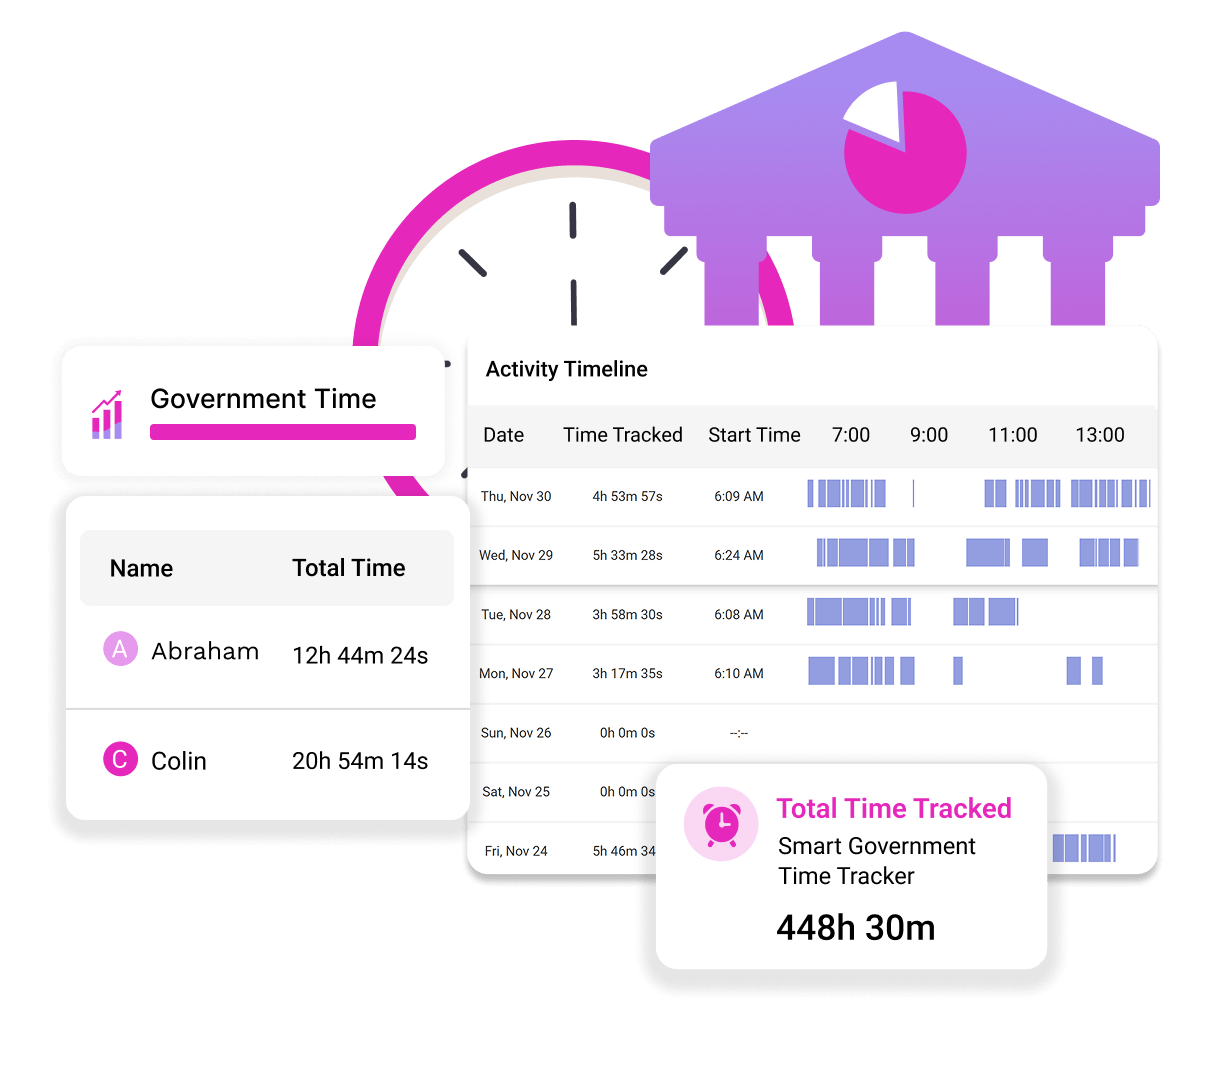 Government Time
Name Total Time
A Abraham 12h 44m 24s
C Colin 20h 54m 14s
Activity Timeline
Date Time Tracked Start Time 7:00 9:00 11:00 13:00
Thu, Nov 30 4h 53m 57s 6:09 AM
Wed, Nov 29 5h 33m 28s 6:24 AM
Tue, Nov 28 3h 58m 30s 6:08 AM
Mon, Nov 27 3h 17m 35s 6:10 AM
Sun, Nov 26 0h 0m 0s --:--
Sat, Nov 25 0h 0m 0s
Fri, Nov 24 5h 46m 34
Total Time Tracked
Smart Government
Time Tracker
448h 30m